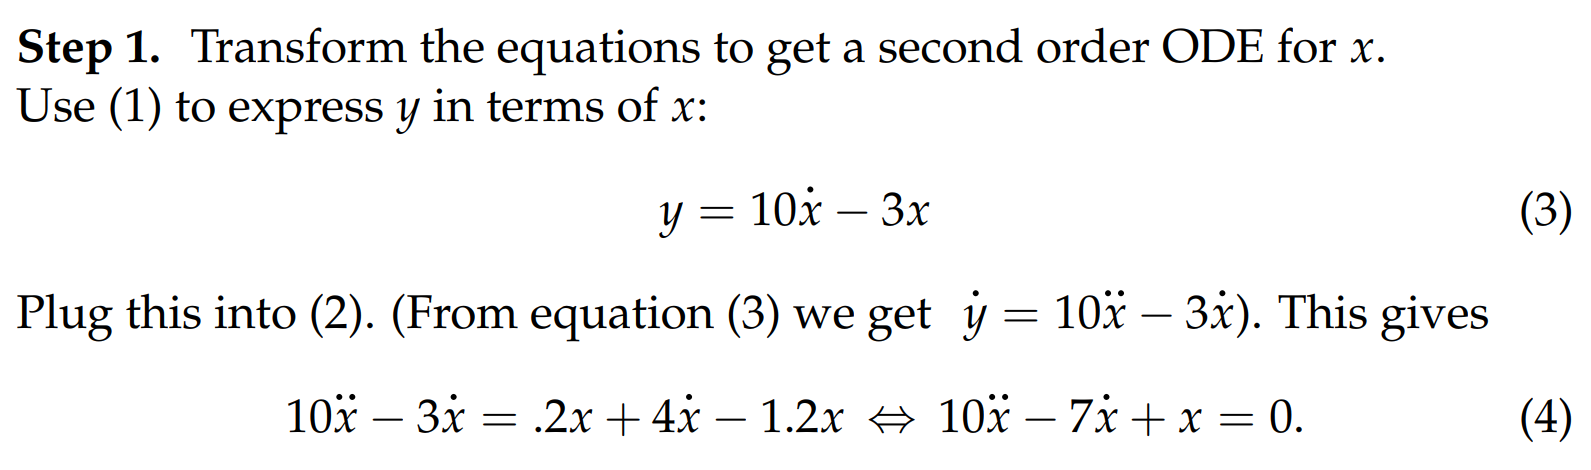 Step 1. Transform the equations to get a second order ODE for x.
Use (1) to express y in terms of x:
y = 10ẋ − 3x (3)
Plug this into (2). (From equation (3) we get ẏ = 10ẍ − 3ẋ). This gives
10ẍ − 3ẋ = .2x + 4ẋ − 1.2x ⇔ 10ẍ − 7ẋ + x = 0. (4)